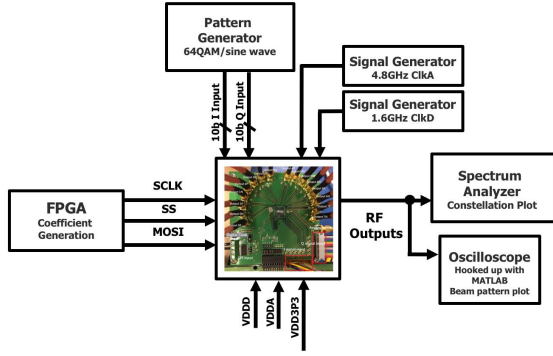 Pattern
Generator
64QAM/sine wave
Signal Generator
4.8GHz ClkA
Signal Generator
1.6GHz ClkD
10b I Input
10b Q Input
FPGA
Coefficient
Generation
SCLK
SS
MOSI
RF
Outputs
Spectrum
Analyzer
Constellation Plot
Oscilloscope
Hooked up with
MATLAB
Beam pattern plot
VDDD
VDDA
VDD3P3